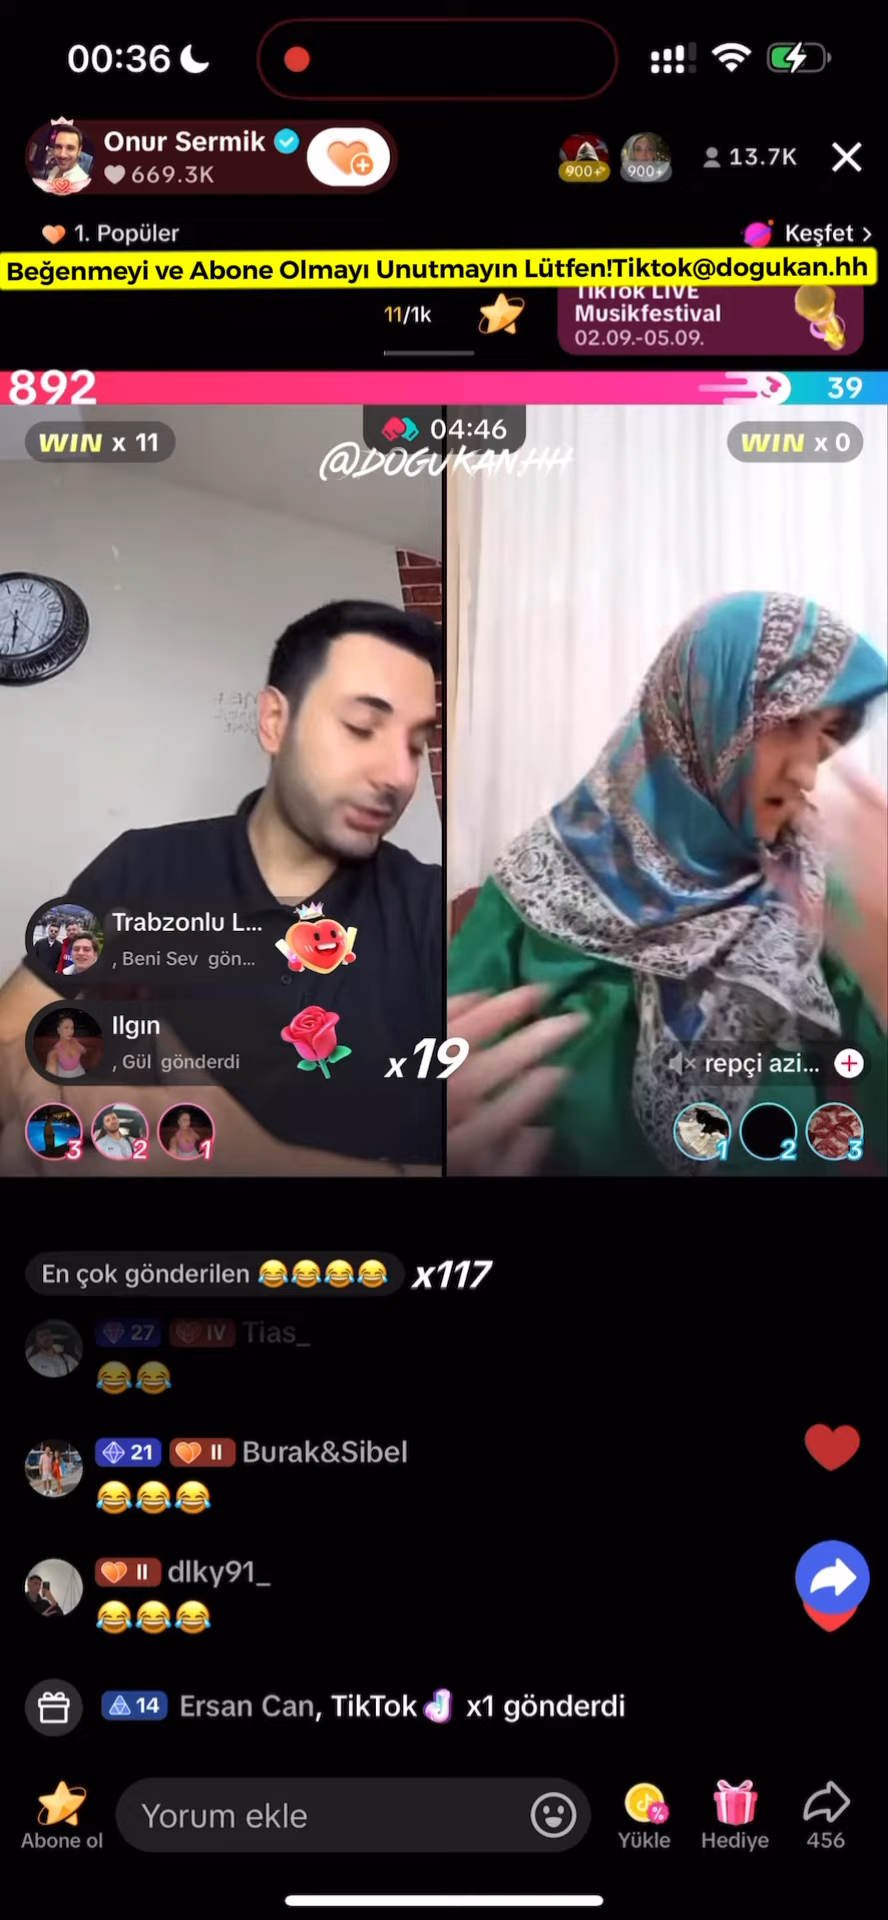 00:36
Onur Sermik
669.3K
900+
900+
13.7K
1. Popüler
Keşfet >
Beğenmeyi ve Abone Olmayı Unutmayın Lütfen!Tiktok@dogukan.hh
11/1k
TikTok LIVE
Musikfestival
02.09.-05.09.
892
39
WIN x 11
04:46
WIN x 0
@DOGUKAN.HH
Trabzonlu L...
, Beni Sev gön...
Ilgın
, Gül gönderdi
x19
repçi azi...
3
2
1
1
2
3
En çok gönderilen 😂😂😂😂 x117
27 IV Tias_
😂😂
21 II Burak&Sibel
😂😂😂
II dlky91_
😂😂😂
14 Ersan Can, TikTok x1 gönderdi
Abone ol
Yorum ekle
Yükle
Hediye
456